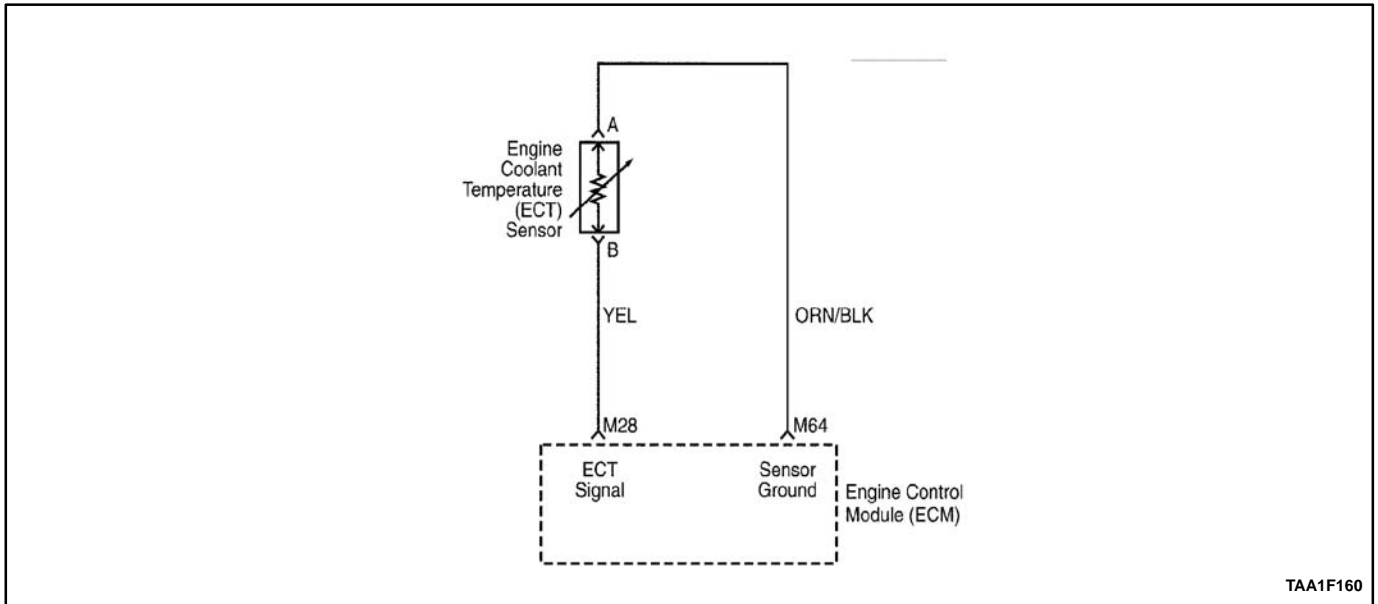 A
Engine
Coolant
Temperature
(ECT)
Sensor
B
YEL
ORN/BLK
M28
M64
ECT
Signal
Sensor
Ground
Engine Control
Module (ECM)
TAA1F160